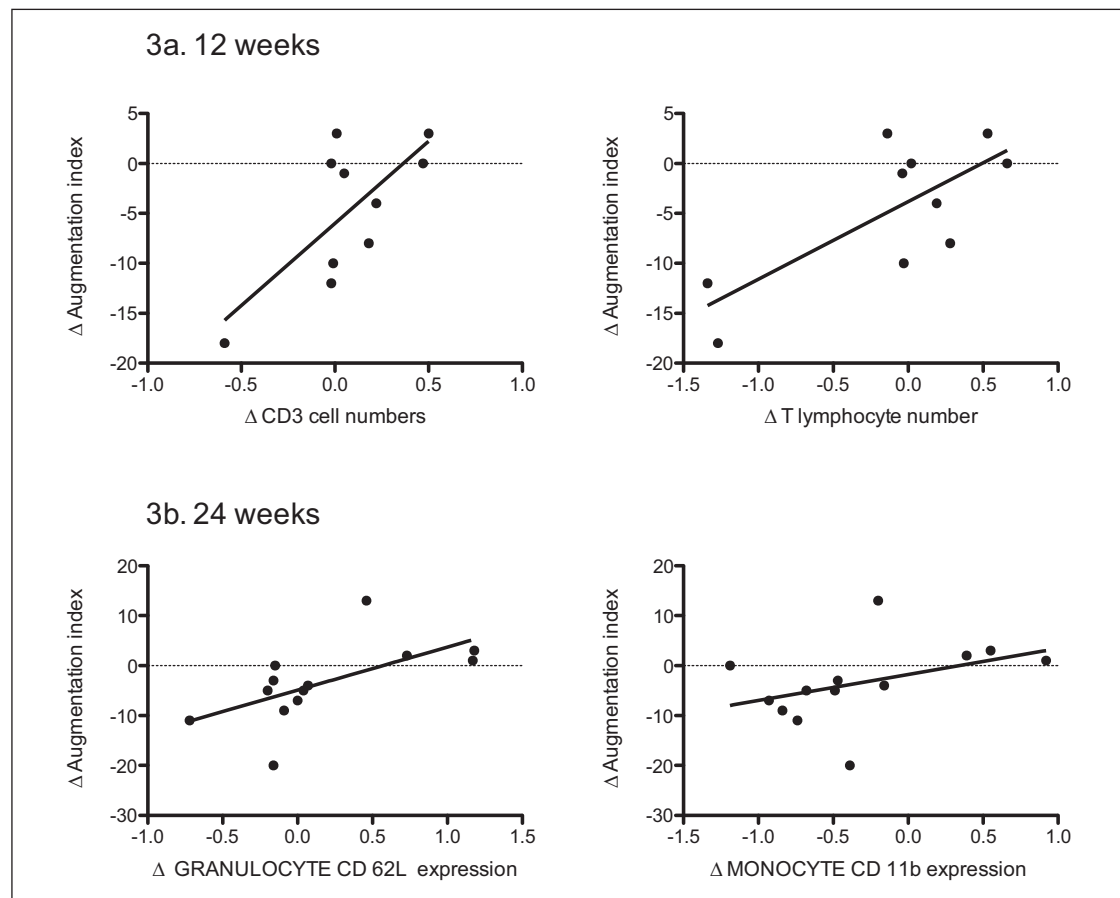 3a. 12 weeks
5
0
-5
-10
-15
-20
Δ Augmentation index
-1.0 -0.5 0.0 0.5 1.0
Δ CD3 cell numbers
5
0
-5
-10
-15
-20
Δ Augmentation index
-1.5 -1.0 -0.5 0.0 0.5 1.0
Δ T lymphocyte number
3b. 24 weeks
20
10
0
-10
-20
-30
Δ Augmentation index
-1.0 -0.5 0.0 0.5 1.0 1.5
Δ GRANULOCYTE CD 62L expression
20
10
0
-10
-20
-30
Δ Augmentation index
-1.5 -1.0 -0.5 0.0 0.5 1.0
Δ MONOCYTE CD 11b expression